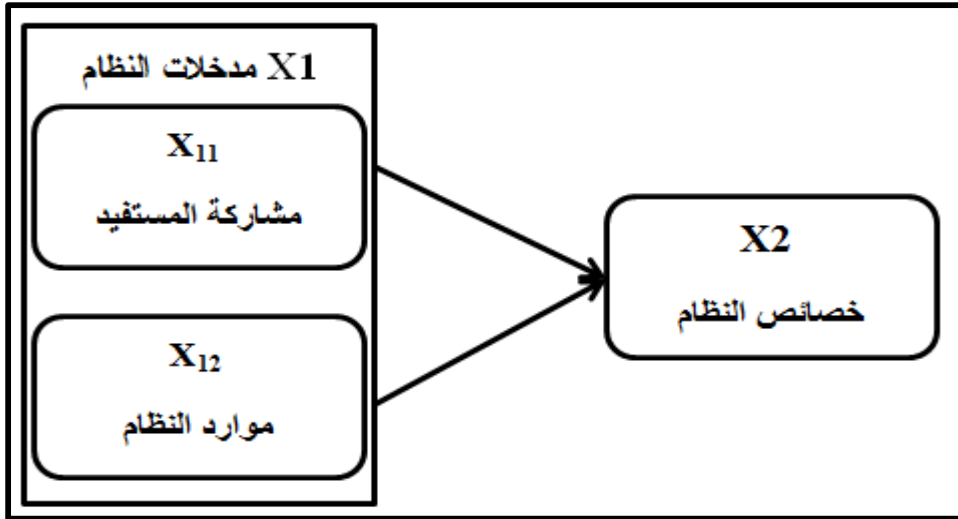 X1 مدخلات النظام
X₁₁
مشاركة المستفيد
X₁₂
موارد النظام
X2
خصائص النظام